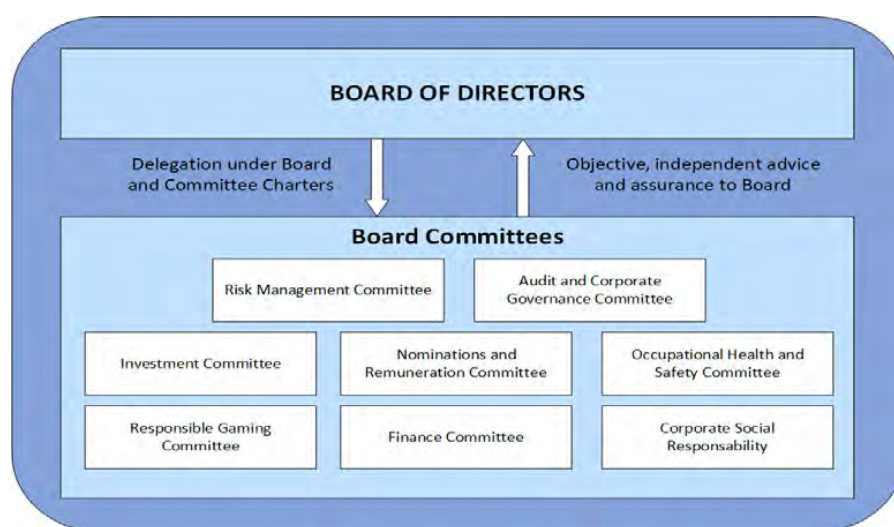 BOARD OF DIRECTORS
Delegation under Board
and Committee Charters
Objective, independent advice
and assurance to Board
Board Committees
Risk Management Committee
Audit and Corporate
Governance Committee
Investment Committee
Nominations and
Remuneration Committee
Occupational Health and
Safety Committee
Responsible Gaming
Committee
Finance Committee
Corporate Social
Responsability